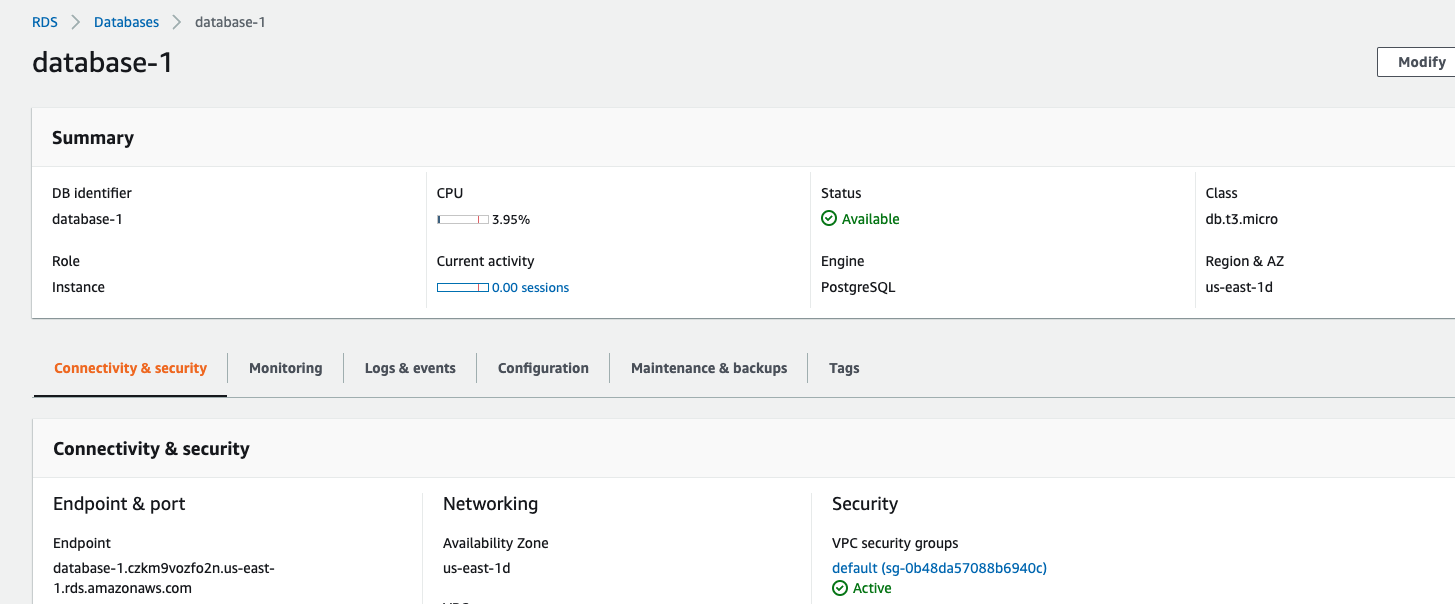 RDS > Databases > database-1
database-1
Modify
Summary
DB identifier
database-1
CPU
3.95%
Status
Available
Class
db.t3.micro
Role
Instance
Current activity
0.00 sessions
Engine
PostgreSQL
Region & AZ
us-east-1d
Connectivity & security
Monitoring
Logs & events
Configuration
Maintenance & backups
Tags
Connectivity & security
Endpoint & port
Endpoint
database-1.czkm9vozfo2n.us-east-
1.rds.amazonaws.com
Networking
Availability Zone
us-east-1d
Security
VPC security groups
default (sg-0b48da57088b6940c)
Active